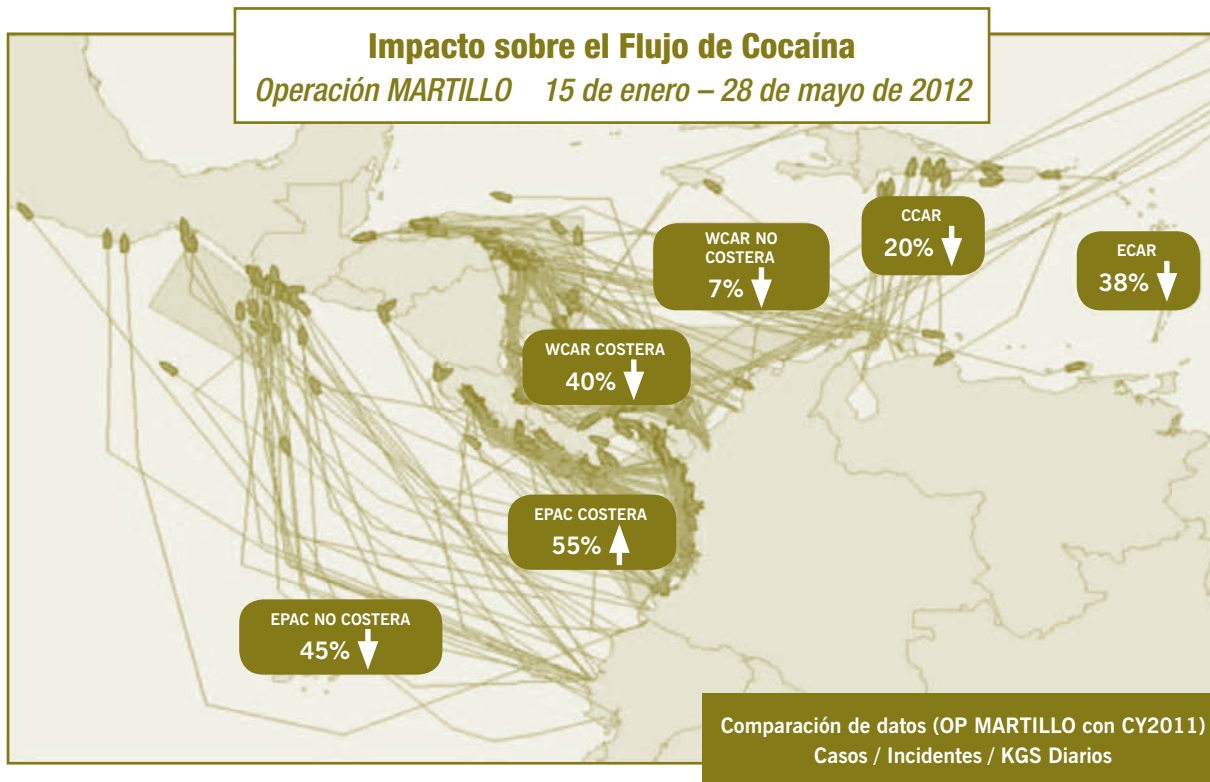 Impacto sobre el Flujo de Cocaína
Operación MARTILLO 15 de enero – 28 de mayo de 2012
CCAR
20%
WCAR NO
COSTERA
7%
ECAR
38%
WCAR COSTERA
40%
EPAC COSTERA
55%
EPAC NO COSTERA
45%
Comparación de datos (OP MARTILLO con CY2011)
Casos / Incidentes / KGS Diarios